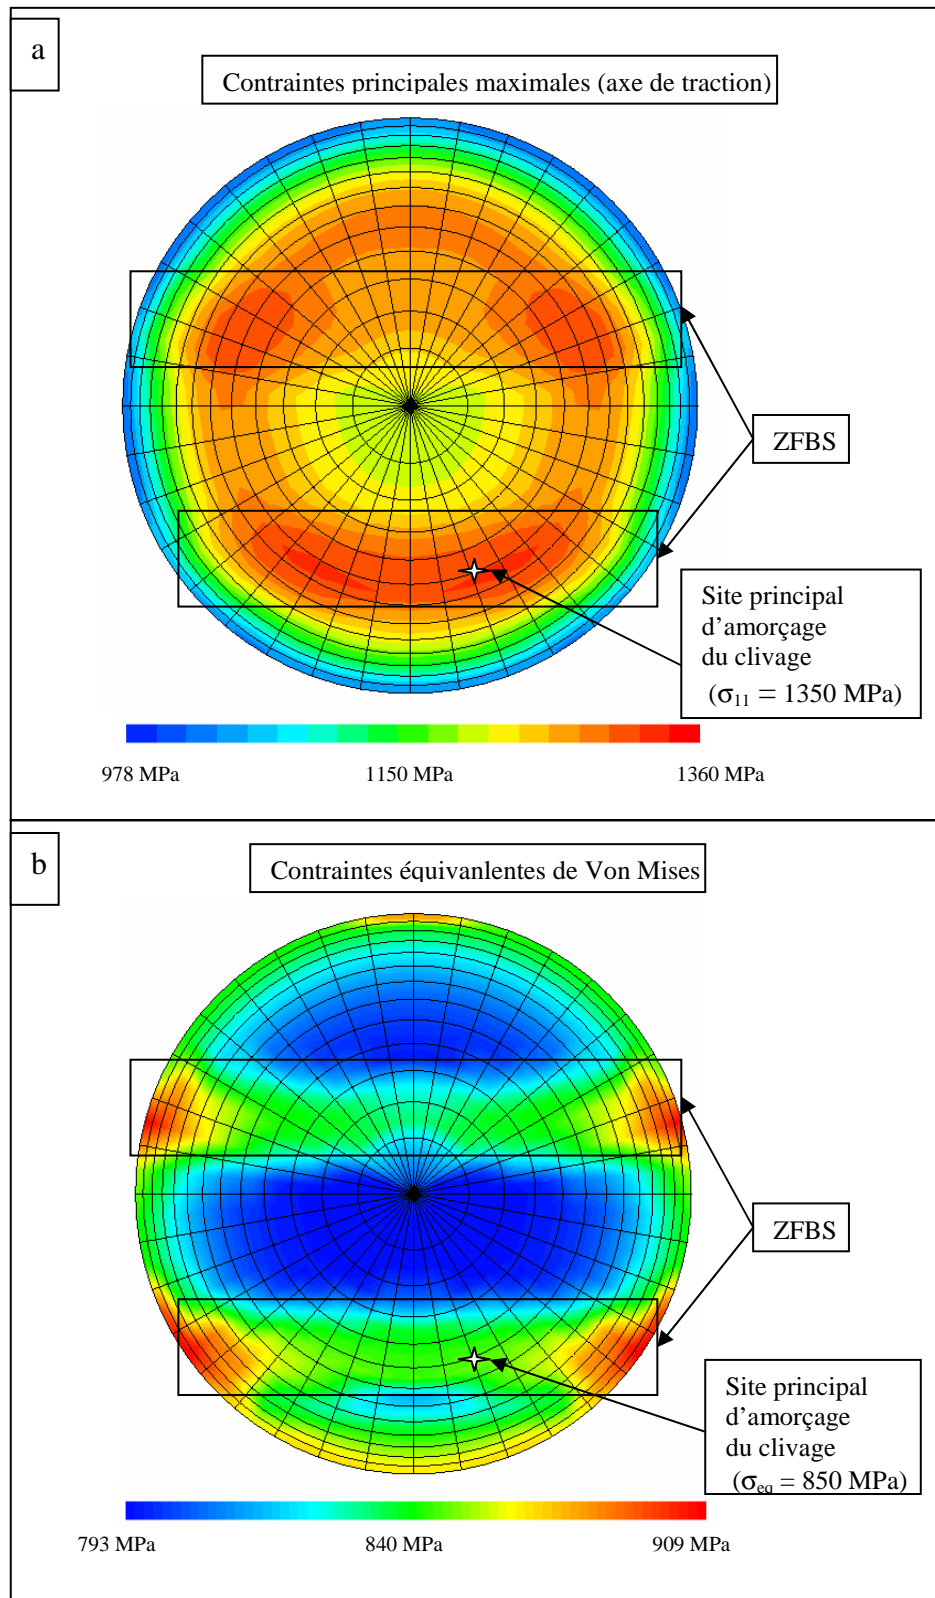 a
Contraintes principales maximales (axe de traction)
ZFBS
Site principal
d'amorçage
du clivage
(σ11 = 1350 MPa)
978 MPa
1150 MPa
1360 MPa
b
Contraintes équivanlentes de Von Mises
ZFBS
Site principal
d'amorçage
du clivage
(σeq = 850 MPa)
793 MPa
840 MPa
909 MPa